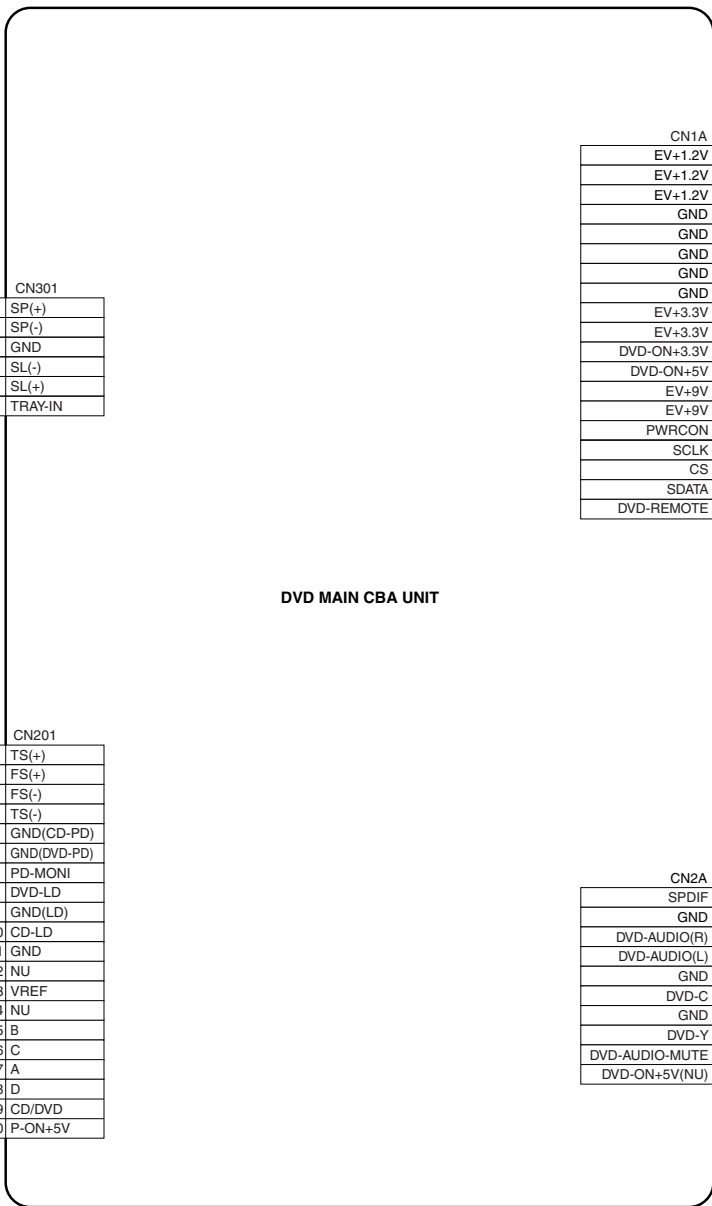 CN1A
EV+1.2V
EV+1.2V
EV+1.2V
GND
GND
GND
GND
GND
EV+3.3V
EV+3.3V
DVD-ON+3.3V
DVD-ON+5V
EV+9V
EV+9V
PWRCON
SCLK
CS
SDATA
DVD-REMOTE
CN301
SP(+)
SP(-)
GND
SL(-)
SL(+)
TRAY-IN
DVD MAIN CBA UNIT
CN201
TS(+)
FS(+)
FS(-)
TS(-)
GND(CD-PD)
GND(DVD-PD)
PD-MONI
DVD-LD
GND(LD)
CD-LD
GND
NU
VREF
NU
B
C
A
D
CD/DVD
P-ON+5V
CN2A
SPDIF
GND
DVD-AUDIO(R)
DVD-AUDIO(L)
GND
DVD-C
GND
DVD-Y
DVD-AUDIO-MUTE
DVD-ON+5V(NU)